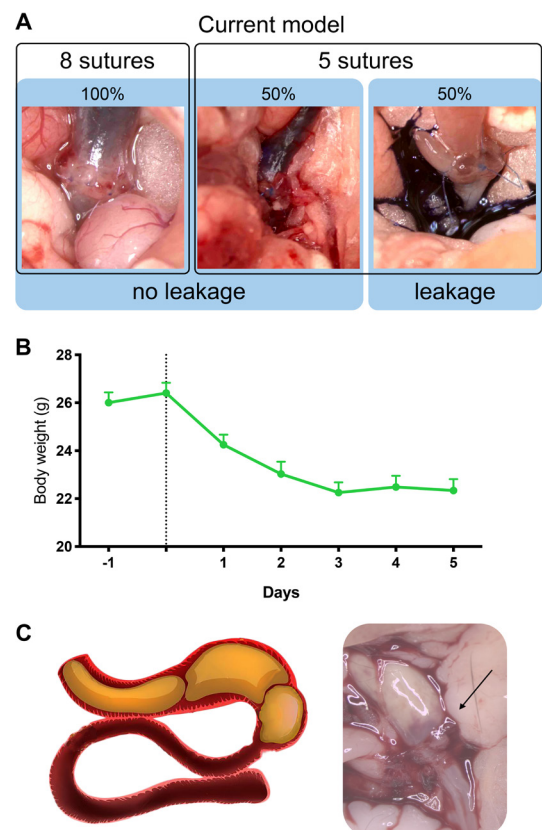 A
Current model
8 sutures
5 sutures
100%
50%
50%
no leakage
leakage
B
28
26
24
22
20
Body weight (g)
-1
1
2
3
4
5
Days
C